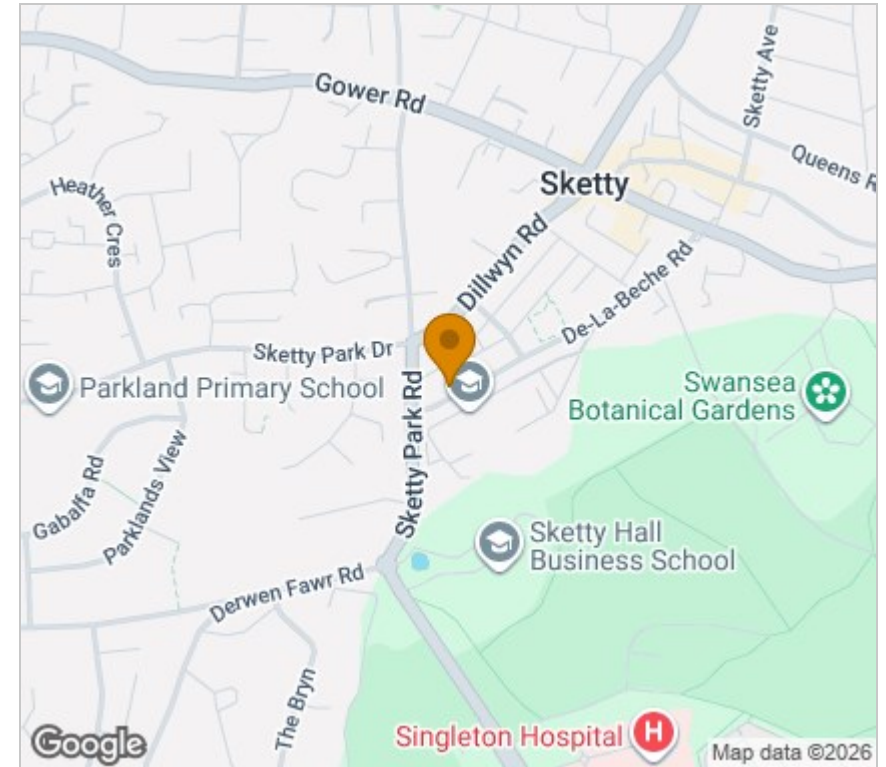 Gower Rd
Sketty Ave
Queens R
Heather Cres
Sketty
Dillwyn Rd
De-La-Beche Rd
Sketty Park Dr
Parkland Primary School
Swansea
Botanical Gardens
Sketty Park Rd
Gabalfa Rd
Parklands View
Sketty Hall
Business School
Derwen Fawr Rd
The Bryn
Singleton Hospital
H
Google
Map data ©2026